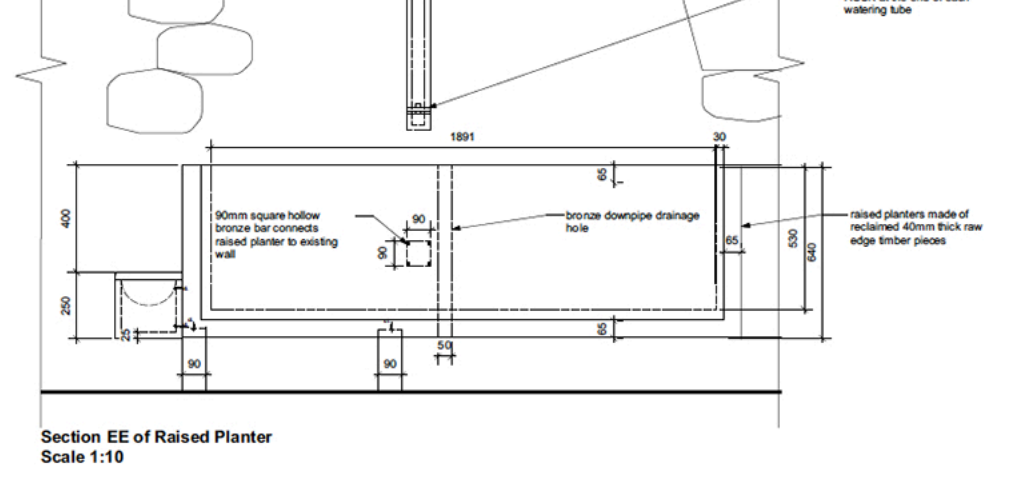 watering tube
1891
30
65
400
90mm square hollow
bronze bar connects
raised planter to existing
wall
90
90
bronze downpipe drainage
hole
65
530
640
raised planters made of
reclaimed 40mm thick raw
edge timber pieces
250
25
65
50
90
90
Section EE of Raised Planter
Scale 1:10